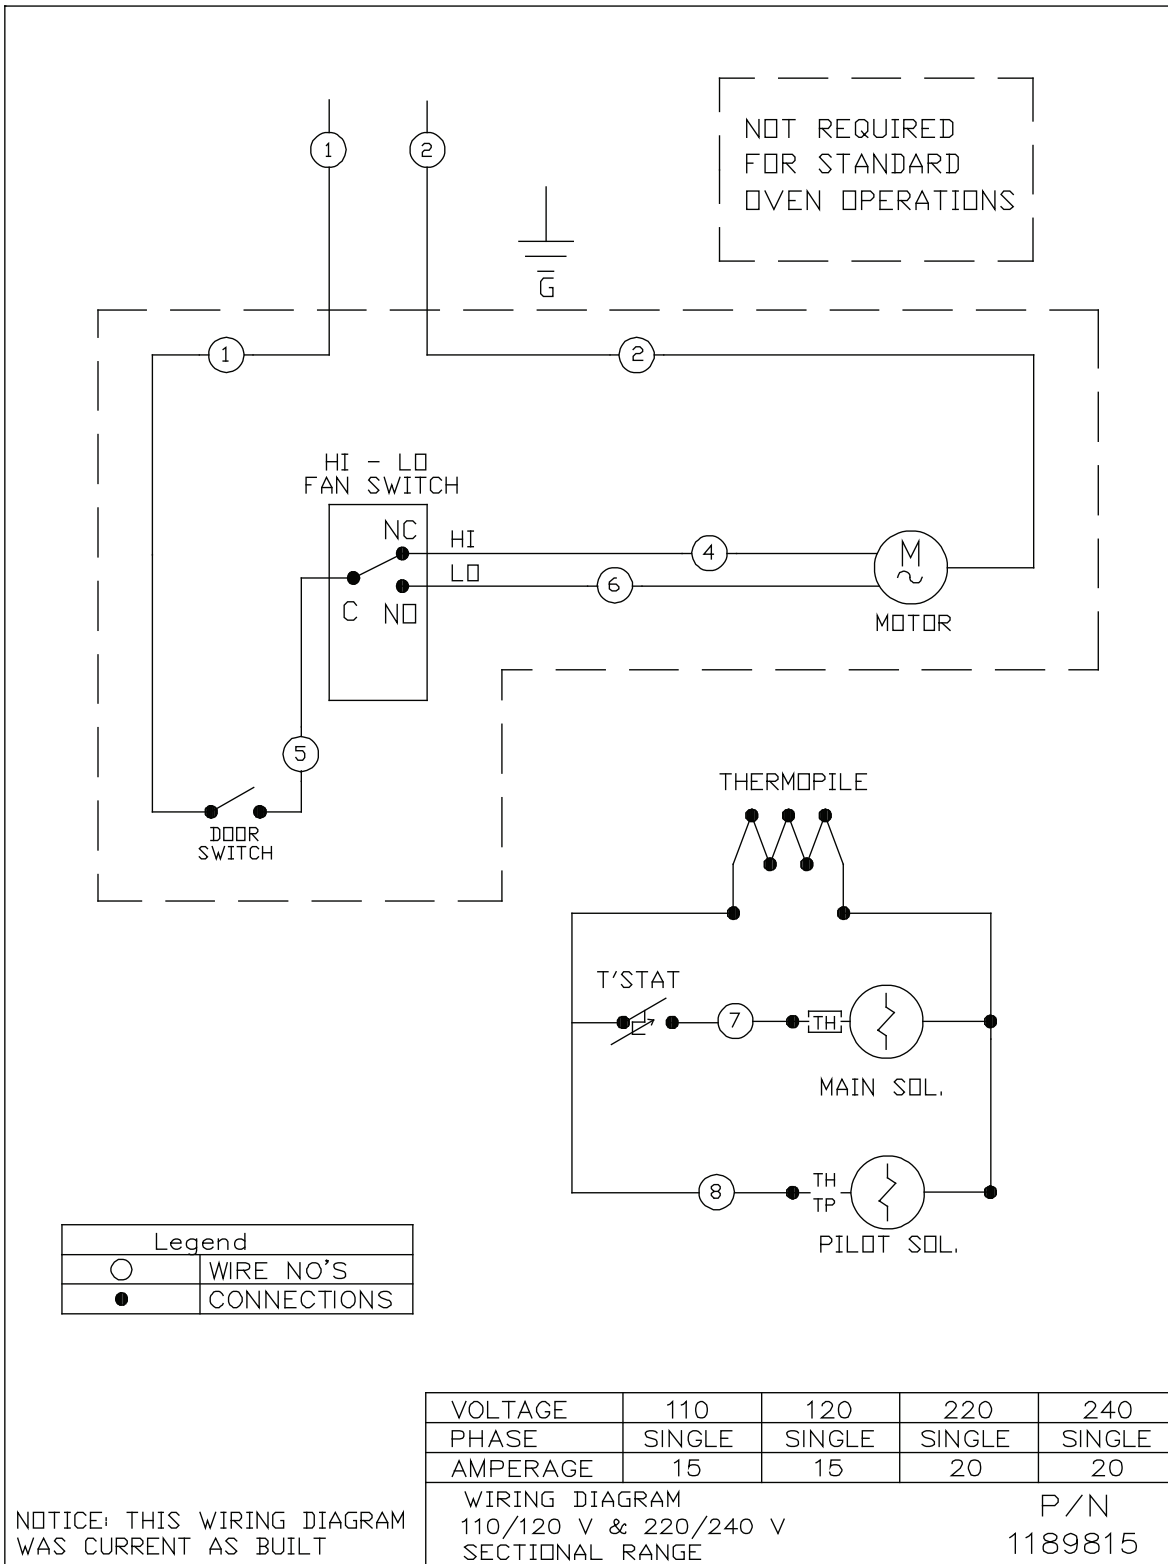 1
2
NOT REQUIRED
FOR STANDARD
OVEN OPERATIONS
G
1
2
HI - LO
FAN SWITCH
NC
HI
4
M
LO
6
C
NO
MOTOR
5
THERMOPILE
DOOR
SWITCH
T'STAT
7
TH
MAIN SOL.
8
TH
TP
PILOT SOL.
Legend
WIRE NO'S
CONNECTIONS
VOLTAGE 110 120 220 240
PHASE SINGLE SINGLE SINGLE SINGLE
AMPERAGE 15 15 20 20
WIRING DIAGRAM
110/120 V & 220/240 V
SECTIONAL RANGE
P/N
1189815
NOTICE: THIS WIRING DIAGRAM
WAS CURRENT AS BUILT